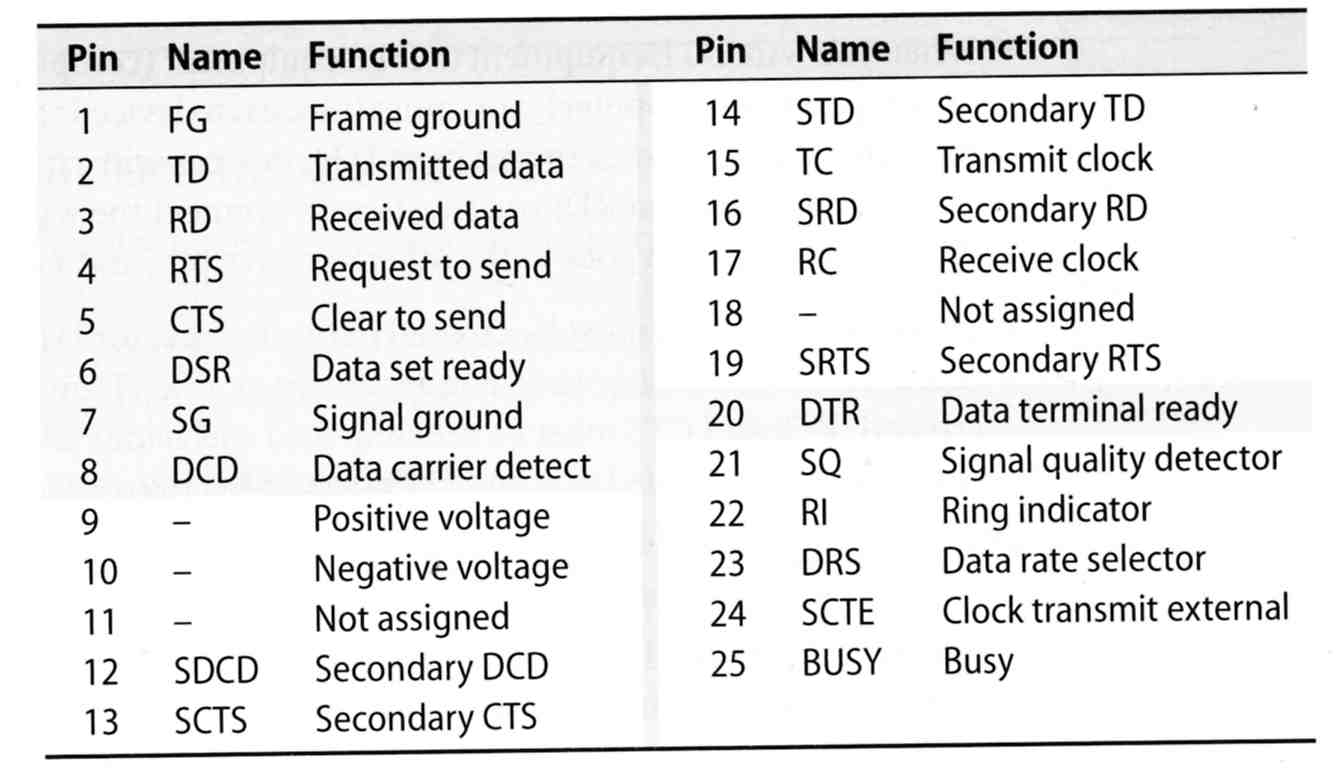 Pin Name Function
1 FG Frame ground
2 TD Transmitted data
3 RD Received data
4 RTS Request to send
5 CTS Clear to send
6 DSR Data set ready
7 SG Signal ground
8 DCD Data carrier detect
9 – Positive voltage
10 – Negative voltage
11 – Not assigned
12 SDCD Secondary DCD
13 SCTS Secondary CTS
Pin Name Function
14 STD Secondary TD
15 TC Transmit clock
16 SRD Secondary RD
17 RC Receive clock
18 – Not assigned
19 SRTS Secondary RTS
20 DTR Data terminal ready
21 SQ Signal quality detector
22 RI Ring indicator
23 DRS Data rate selector
24 SCTE Clock transmit external
25 BUSY Busy